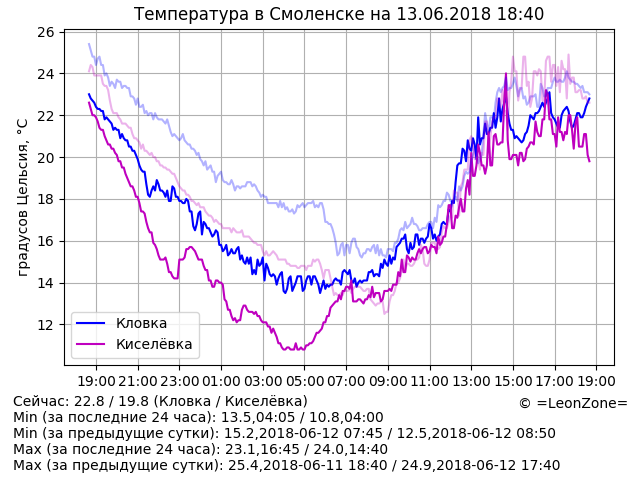 Температура в Смоленске на 13.06.2018 18:40
градусов Цельсия, °C
26
24
22
20
18
16
14
12
Кловка
Киселёвка
19:00 21:00 23:00 01:00 03:00 05:00 07:00 09:00 11:00 13:00 15:00 17:00 19:00
© =LeonZone=
Сейчас: 22.8 / 19.8 (Кловка / Киселёвка)
Min (за последние 24 часа): 13.5,04:05 / 10.8,04:00
Min (за предыдущие сутки): 15.2,2018-06-12 07:45 / 12.5,2018-06-12 08:50
Max (за последние 24 часа): 23.1,16:45 / 24.0,14:40
Max (за предыдущие сутки): 25.4,2018-06-11 18:40 / 24.9,2018-06-12 17:40